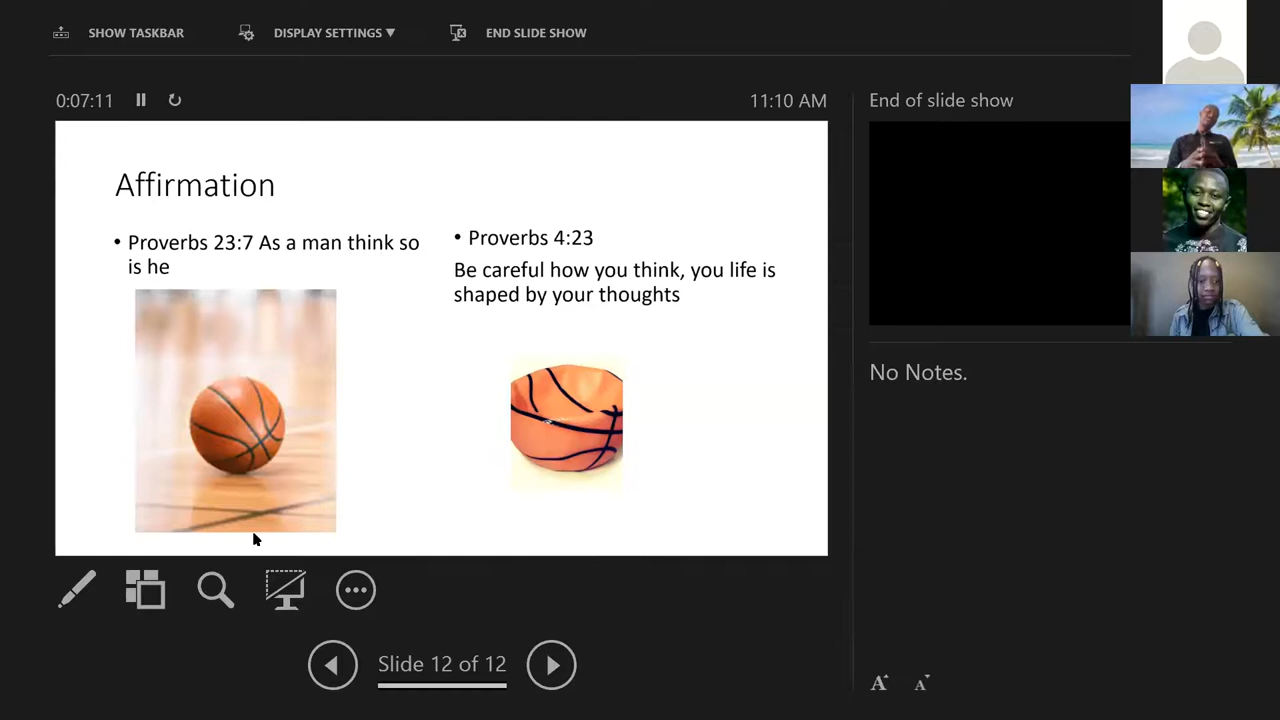 SHOW TASKBAR
DISPLAY SETTINGS ▼
END SLIDE SHOW
0:07:11
11:10 AM
End of slide show
Affirmation
• Proverbs 23:7 As a man think so
is he
• Proverbs 4:23
Be careful how you think, you life is
shaped by your thoughts
No Notes.
Slide 12 of 12
A A